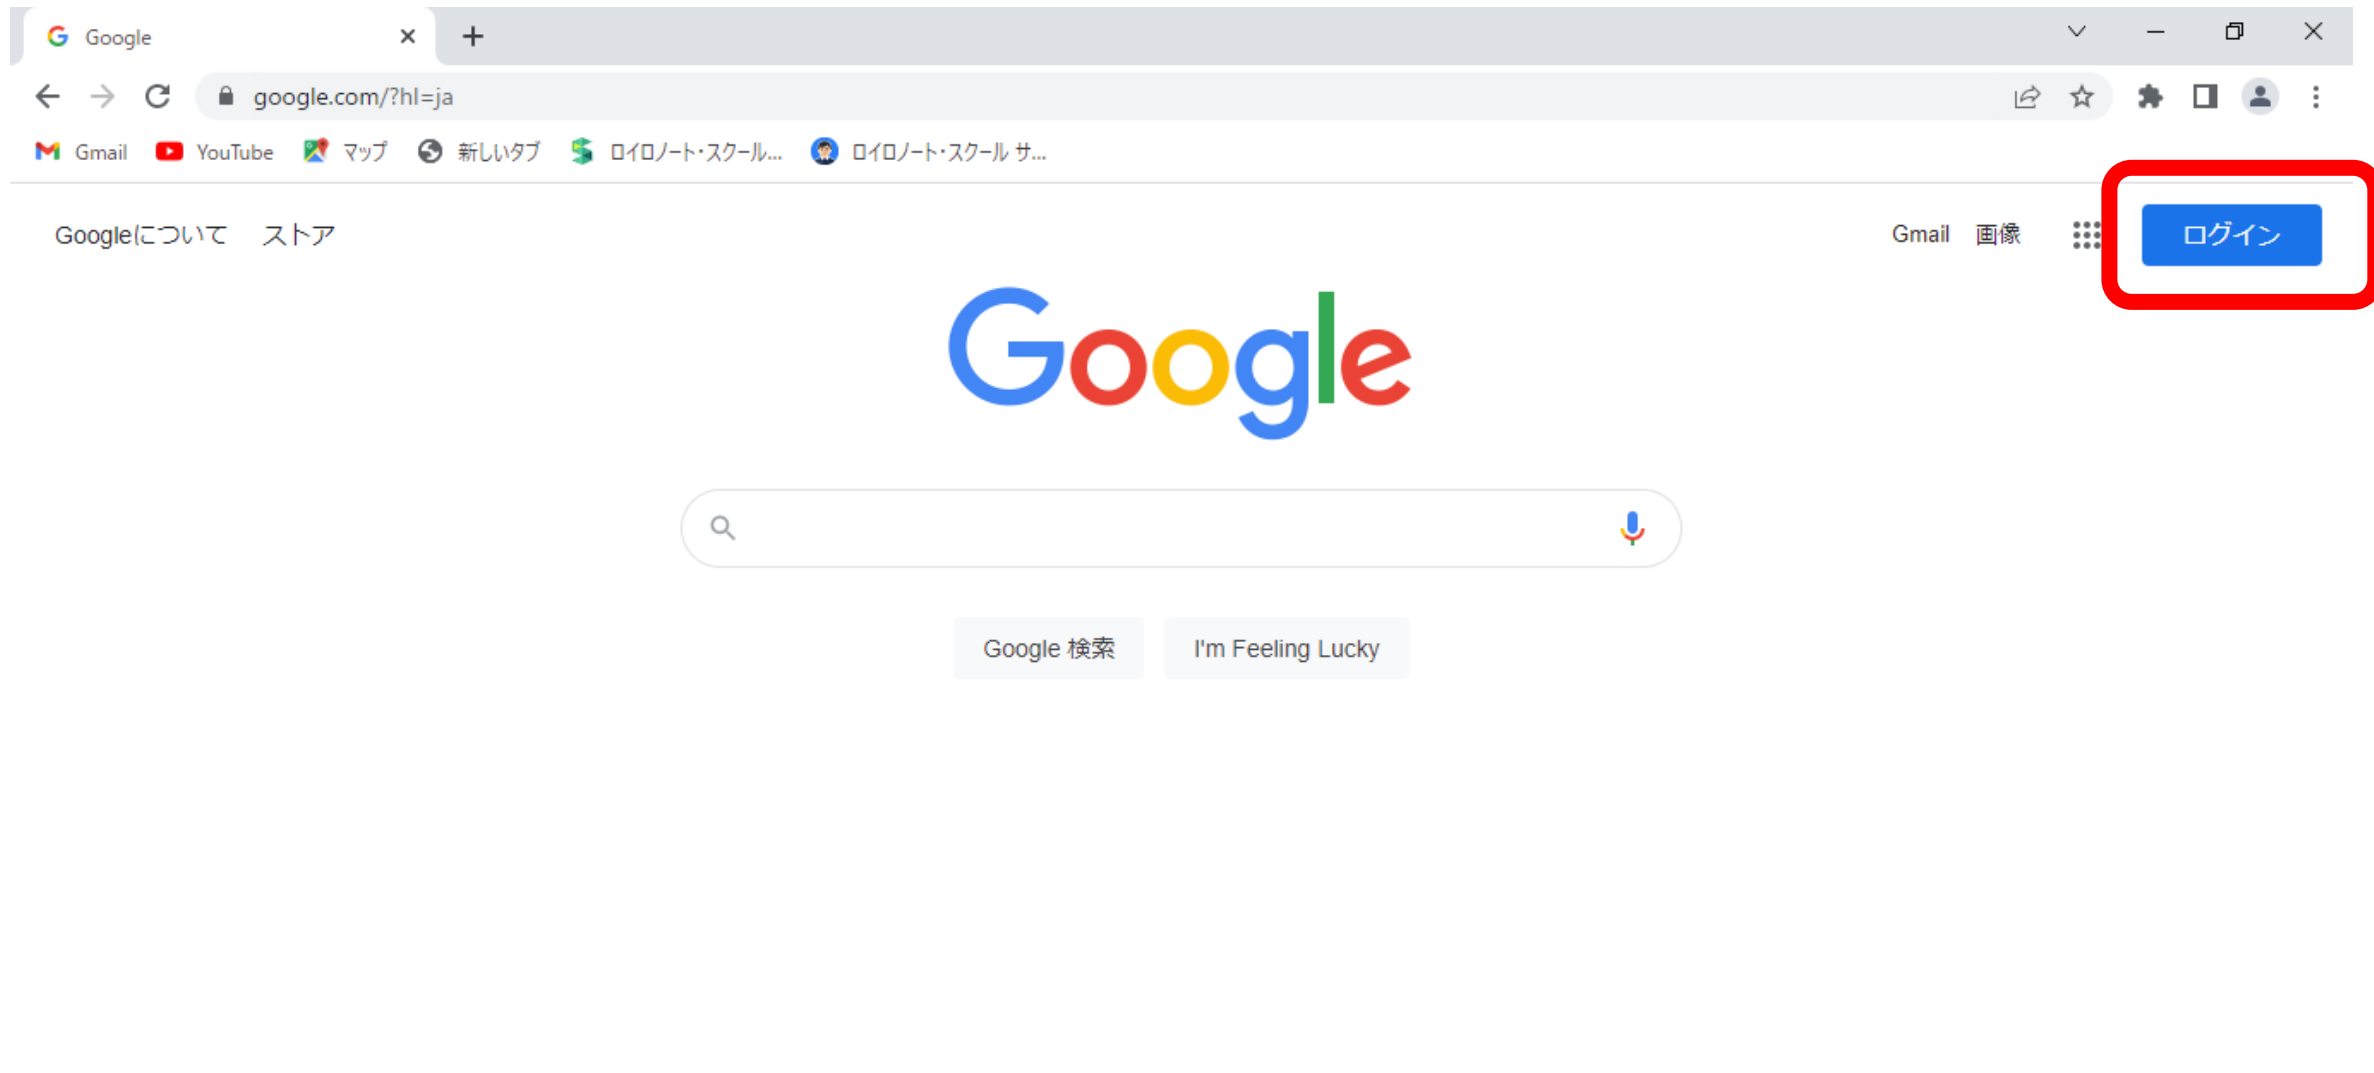 Google
google.com/?hl=ja
Gmail YouTube マップ 新しいタブ ロイロノート・スクール... ロイロノート・スクール サ...
Googleについて ストア Gmail 画像 ログイン
Google
Google 検索 I'm Feeling Lucky